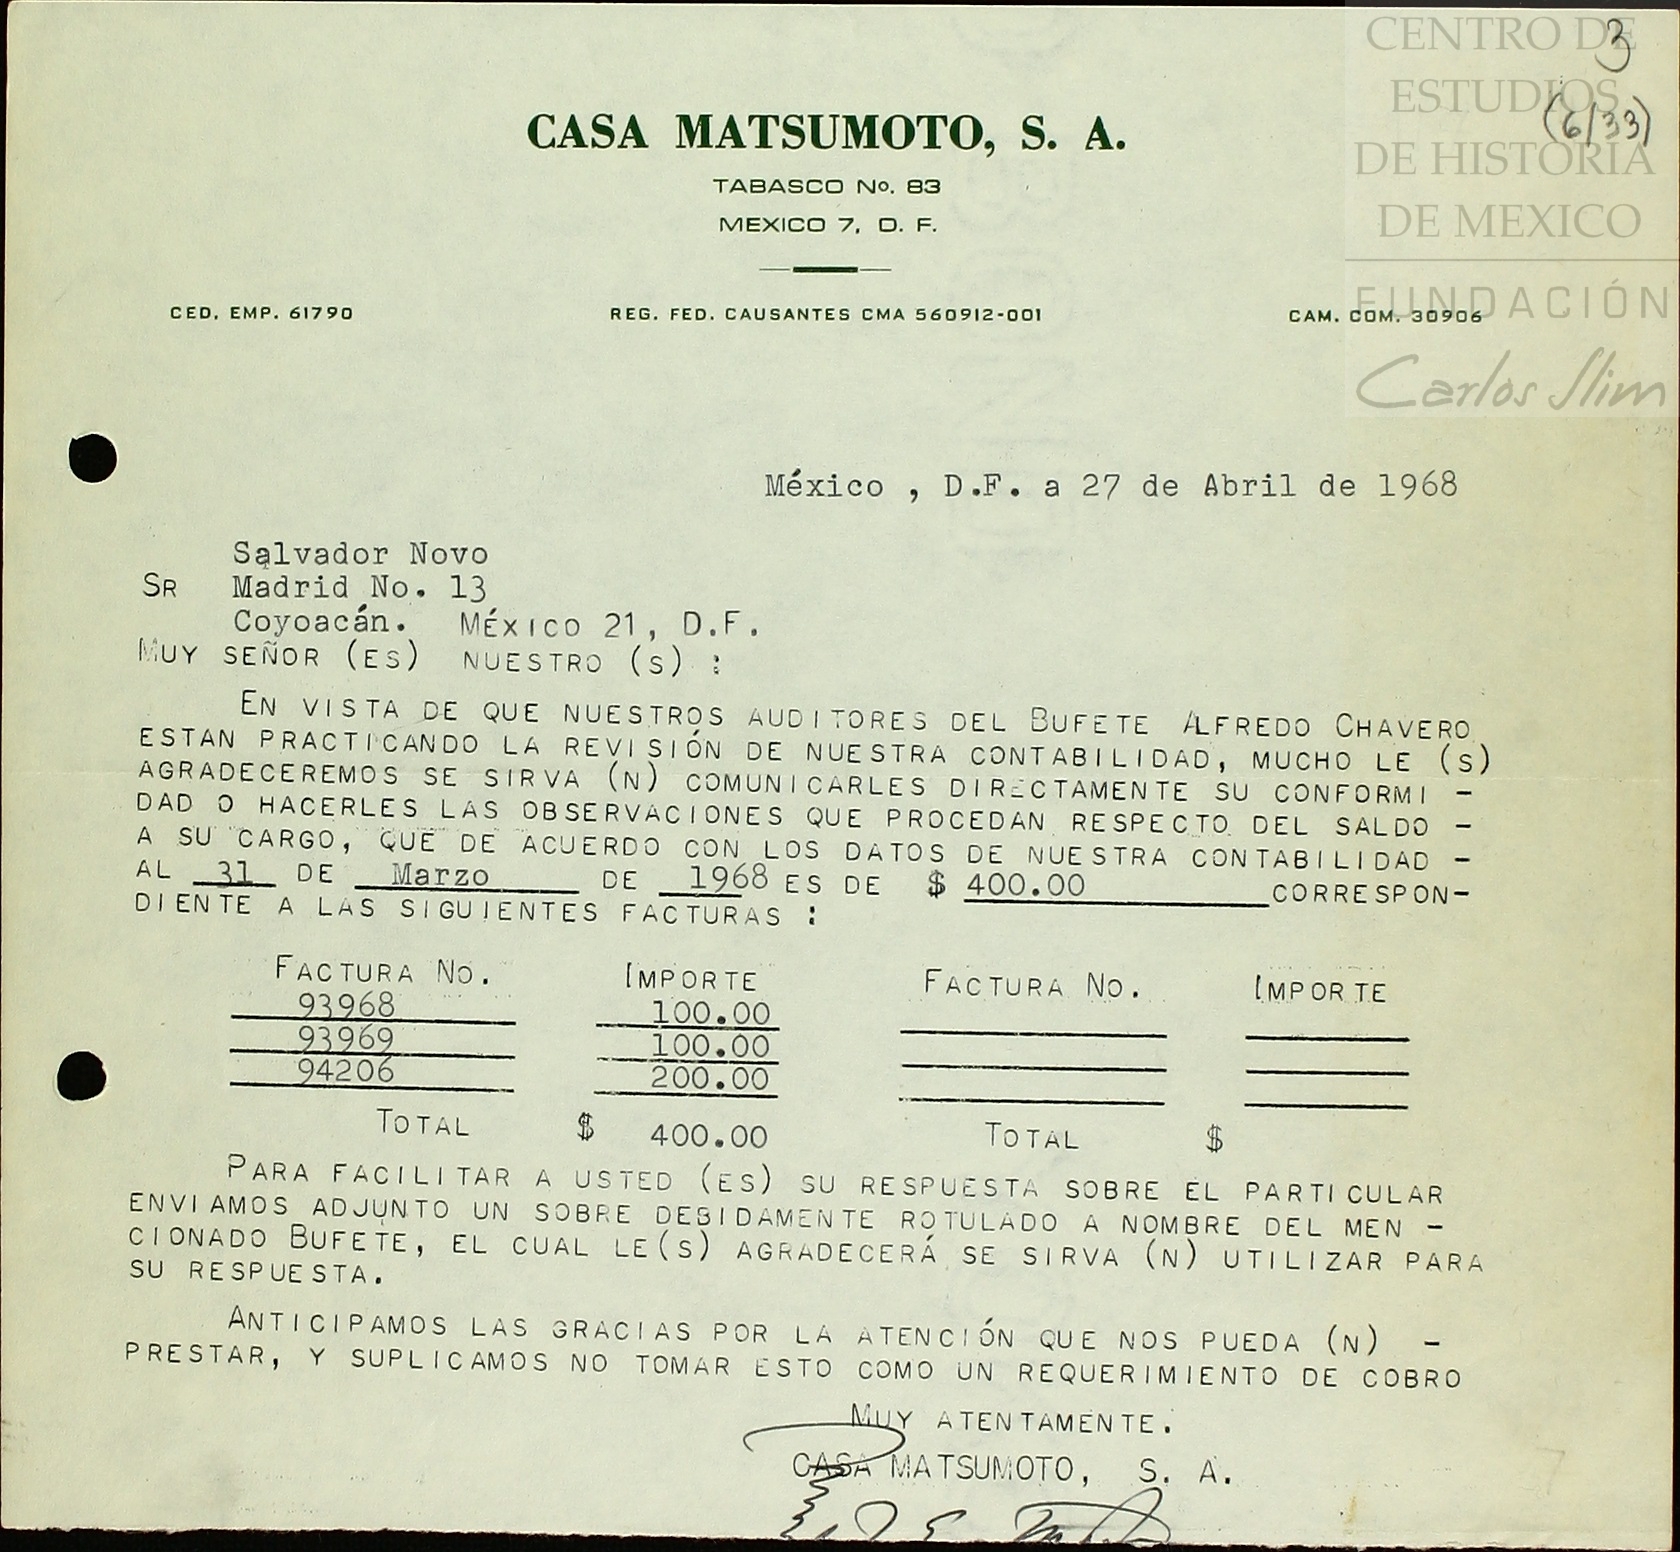 CENTRO DE
ESTUDIOS
DE HISTORIA
DE MEXICO
FUNDACIÓN
Carlos Slim
3
(6/33)
CASA MATSUMOTO, S. A.
TABASCO No. 83
MEXICO 7, D. F.
CED. EMP. 61790 REG. FED. CAUSANTES CMA 560912-001 CAM. COM. 30906
México , D.F. a 27 de Abril de 1968
Salvador Novo
SR Madrid No. 13
Coyoacán. MÉXICO 21, D.F.
MUY SEÑOR (ES) NUESTRO (S) :
EN VISTA DE QUE NUESTROS AUDITORES DEL BUFETE ALFREDO CHAVERO
ESTAN PRACTICANDO LA REVISIÓN DE NUESTRA CONTABILIDAD, MUCHO LE (S)
AGRADECEREMOS SE SIRVA (N) COMUNICARLES DIRECTAMENTE SU CONFORMI -
DAD O HACERLES LAS OBSERVACIONES QUE PROCEDAN RESPECTO DEL SALDO -
A SU CARGO, QUE DE ACUERDO CON LOS DATOS DE NUESTRA CONTABILIDAD -
AL 31 DE Marzo DE 1968 ES DE $ 400.00 CORRESPON-
DIENTE A LAS SIGUIENTES FACTURAS :
FACTURA NO. IMPORTE FACTURA NO. IMPORTE
93968 100.00
93969 100.00
94206 200.00
TOTAL $ 400.00 TOTAL $
PARA FACILITAR A USTED (ES) SU RESPUESTA SOBRE EL PARTICULAR
ENVIAMOS ADJUNTO UN SOBRE DEBIDAMENTE ROTULADO A NOMBRE DEL MEN -
CIONADO BUFETE, EL CUAL LE(S) AGRADECERÁ SE SIRVA (N) UTILIZAR PARA
SU RESPUESTA.
ANTICIPAMOS LAS GRACIAS POR LA ATENCIÓN QUE NOS PUEDA (N) -
PRESTAR, Y SUPLICAMOS NO TOMAR ESTO COMO UN REQUERIMIENTO DE COBRO
MUY ATENTAMENTE.
CASA MATSUMOTO, S. A.